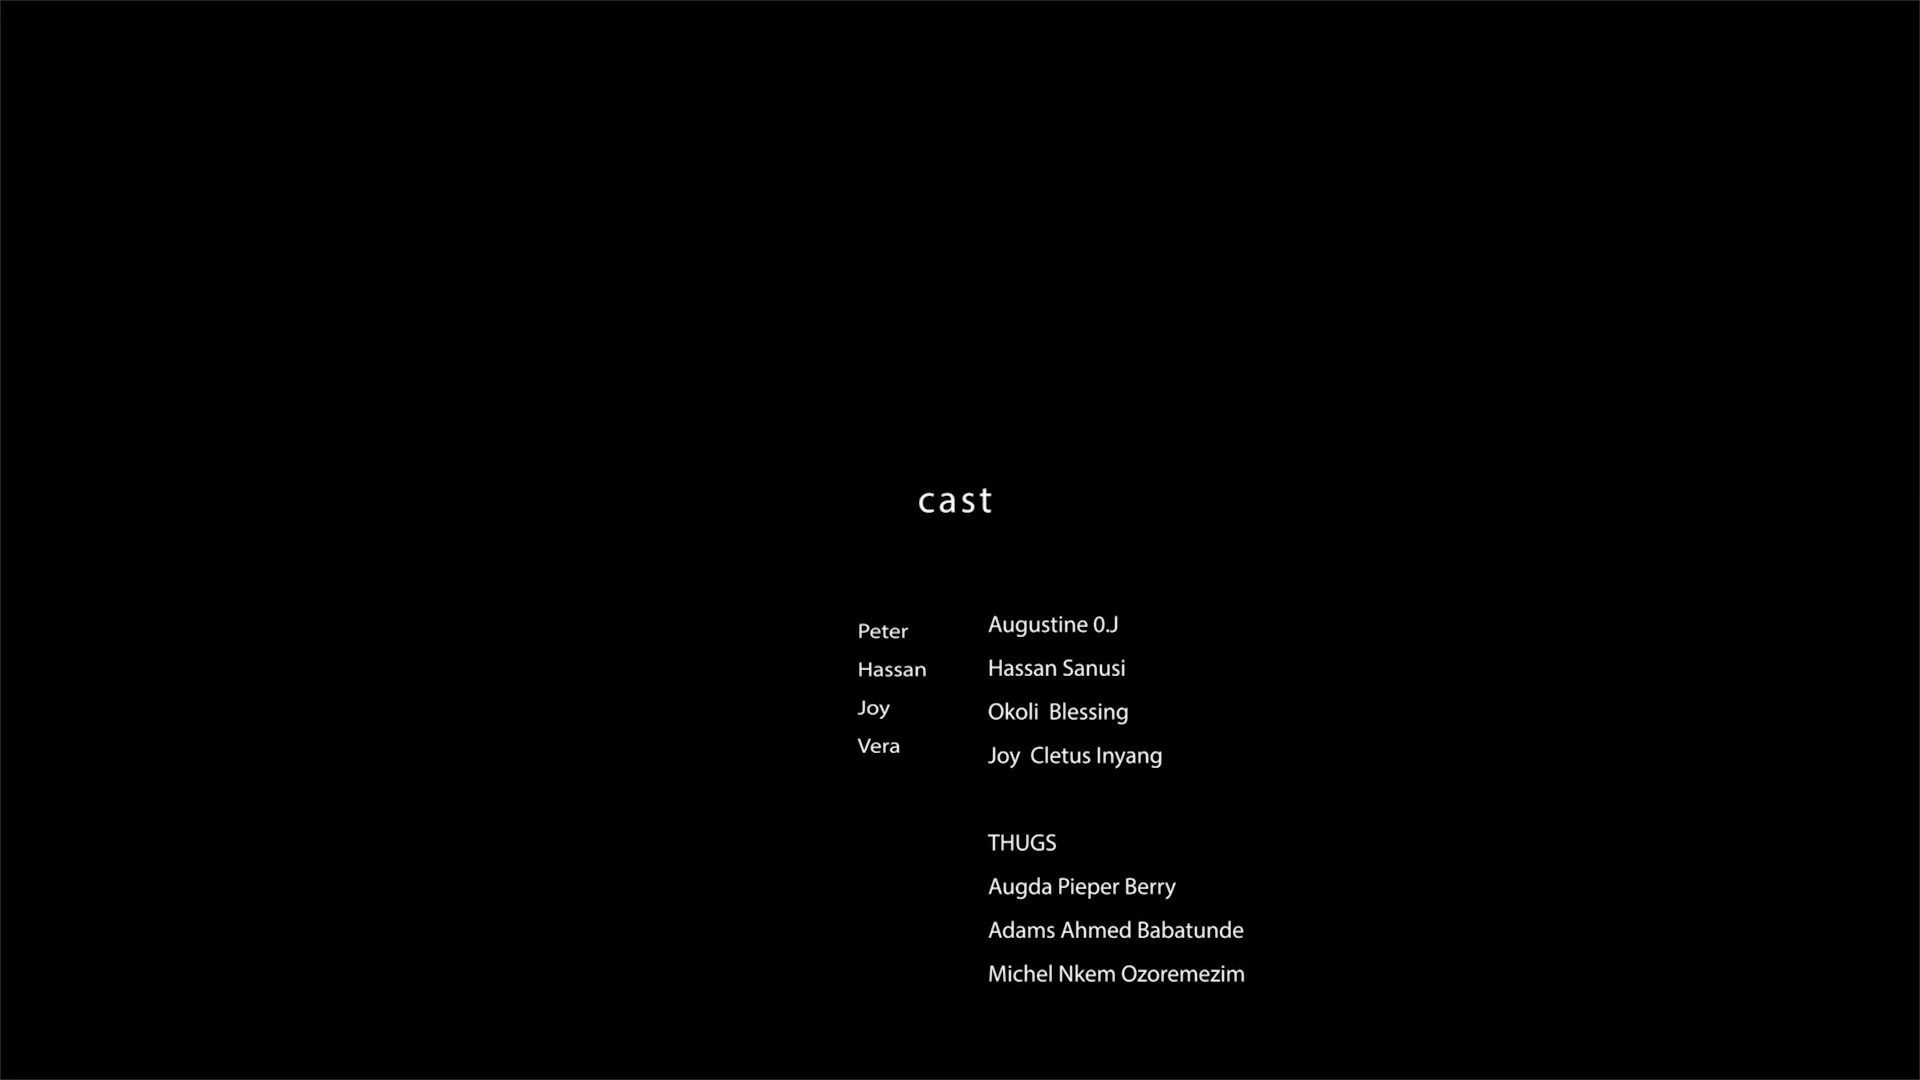 cast
Peter Augustine 0.J
Hassan Hassan Sanusi
Joy Okoli  Blessing
Vera Joy  Cletus Inyang
THUGS
Augda Pieper Berry
Adams Ahmed Babatunde
Michel Nkem Ozoremezim